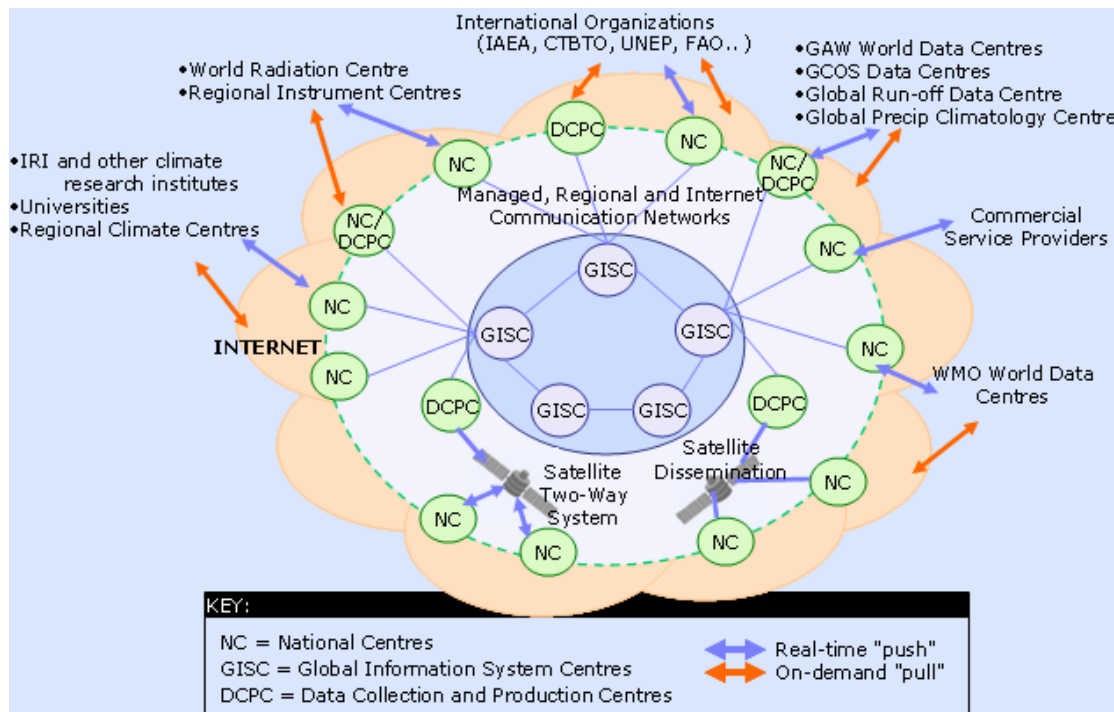 International Organizations
(IAEA, CTBTO, UNEP, FAO.. )
•World Radiation Centre
•Regional Instrument Centres
•GAW World Data Centres
•GCOS Data Centres
•Global Run-off Data Centre
•Global Precip Climatology Centre
•IRI and other climate
research institutes
•Universities
•Regional Climate Centres
DCPC
NC
NC
NC/
DCPC
NC/
DCPC
Managed, Regional and Internet
Communication Networks
Commercial
Service Providers
NC
GISC
NC
GISC
GISC
INTERNET
NC
NC
WMO World Data
Centres
DCPC
GISC
GISC
DCPC
Satellite
Two-Way
System
Satellite
Dissemination
NC
NC
NC
NC
KEY:
NC = National Centres
GISC = Global Information System Centres
DCPC = Data Collection and Production Centres
Real-time "push"
On-demand "pull"